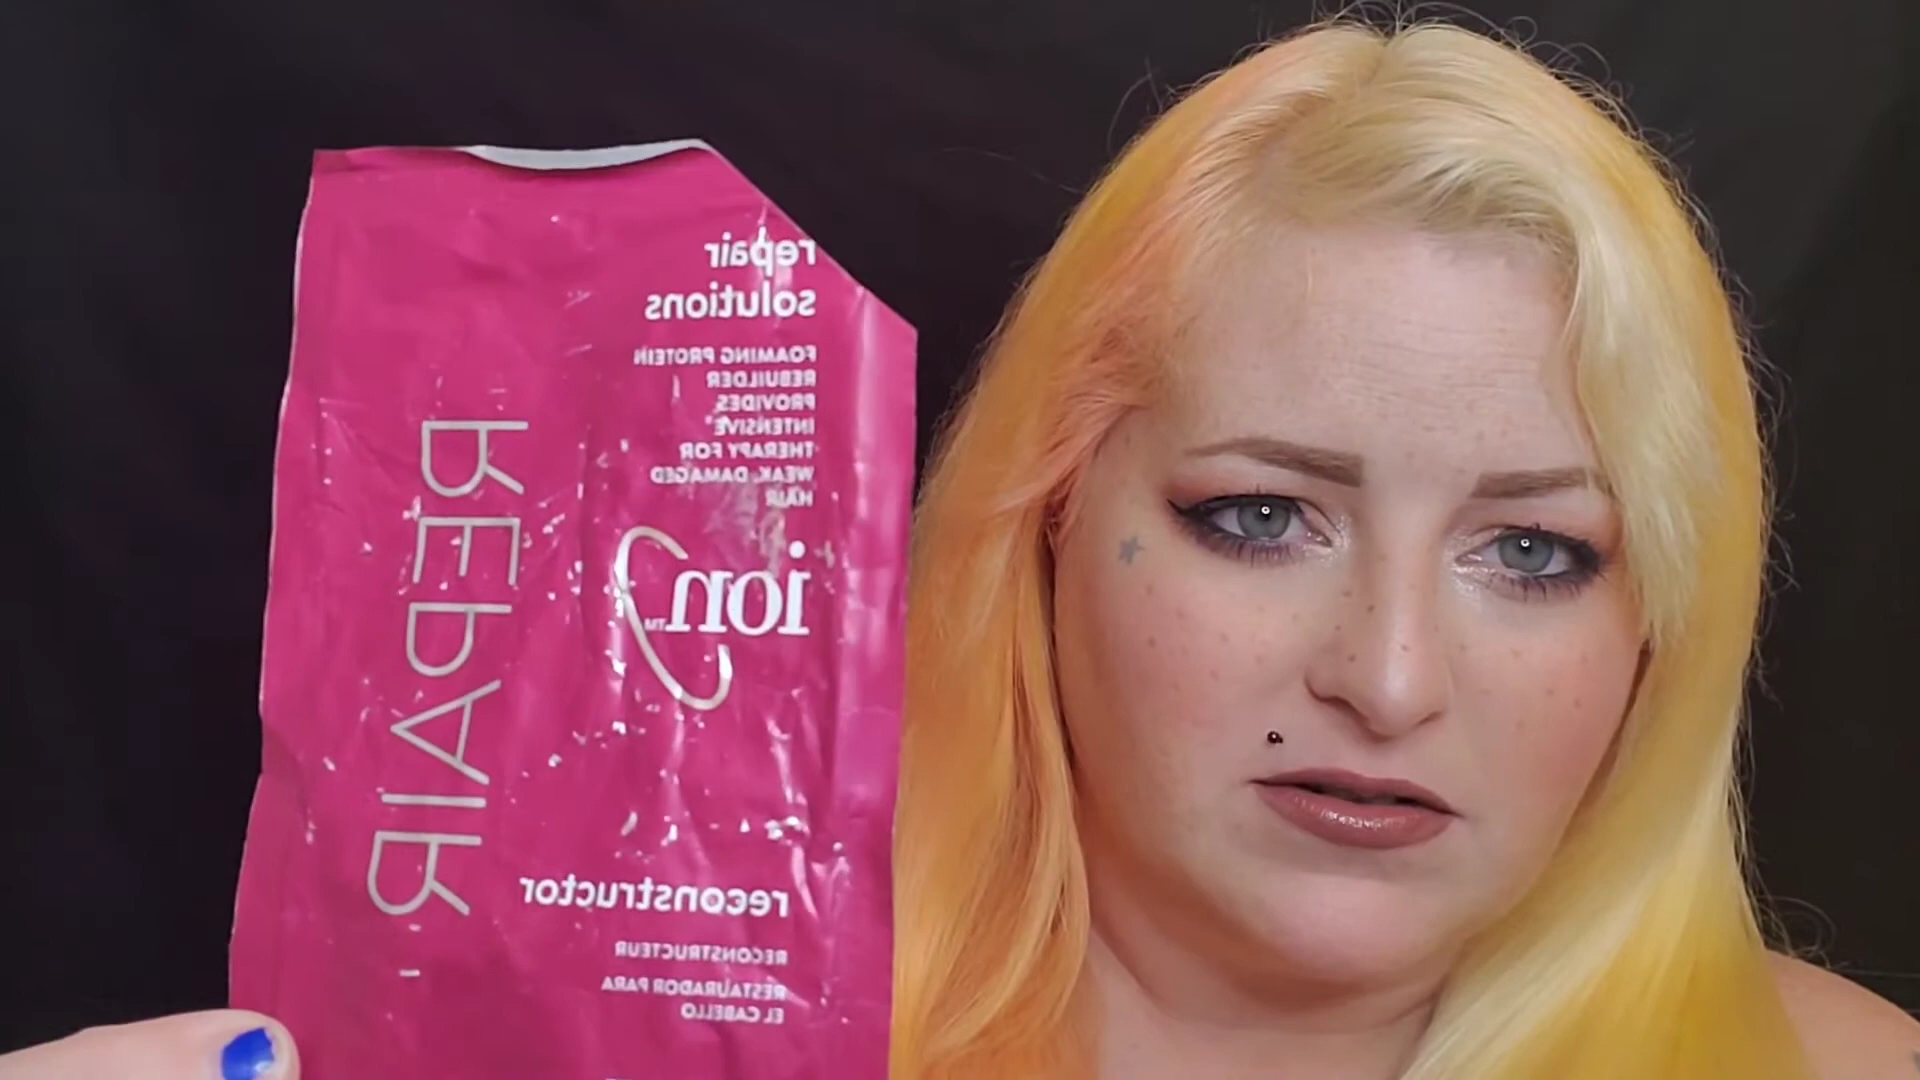 repair
solutions
FOAMING PROTEIN
REBUILDER
PROVIDES
INTENSIVE
THERAPY FOR
WEAK, DAMAGED
HAIR
ion™
REPAIR
reconstructor
RECONSTRUCTEUR
RESTAURADOR PARA
EL CABELLO